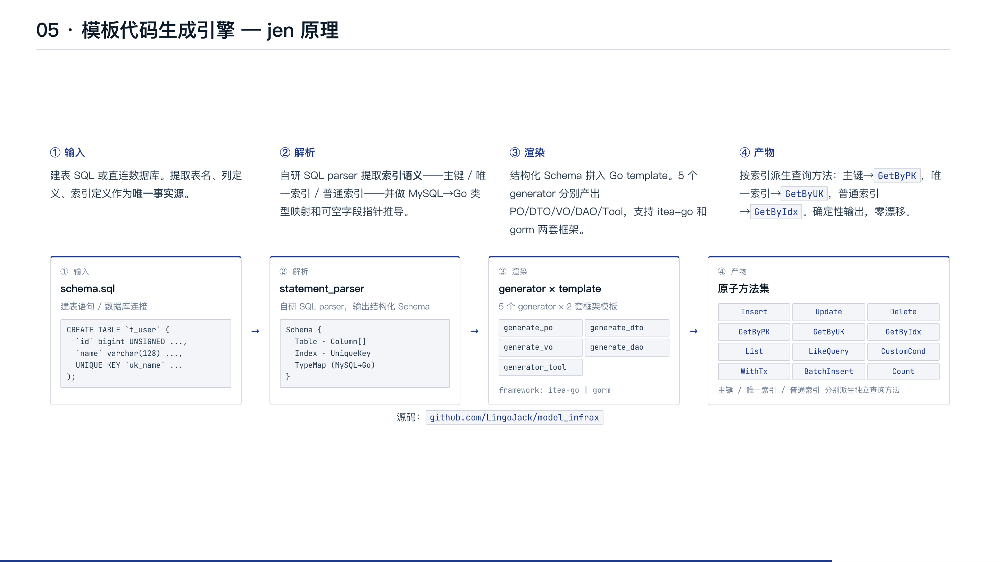 05 · 模板代码生成引擎 — jen 原理
① 输入
建表 SQL 或直连数据库。提取表名、列定
义、索引定义作为唯一事实源。
② 解析
自研 SQL parser 提取索引语义——主键 / 唯
一索引 / 普通索引——并做 MySQL→Go 类
型映射和可空字段指针推导。
③ 渲染
结构化 Schema 拼入 Go template。5 个
generator 分别产出
PO/DTO/VO/DAO/Tool，支持 itea-go 和
gorm 两套框架。
④ 产物
按索引派生查询方法：主键→ GetByPK ，唯
一索引→ GetByUK ，普通索引
→ GetByIdx 。确定性输出，零漂移。
① 输入
schema.sql
建表语句 / 数据库连接
CREATE TABLE `t_user` (
  `id` bigint UNSIGNED ...,
  `name` varchar(128) ...,
  UNIQUE KEY `uk_name` ...
);
→
② 解析
statement_parser
自研 SQL parser，输出结构化 Schema
Schema {
  Table · Column[]
  Index · UniqueKey
  TypeMap (MySQL→Go)
}
→
③ 渲染
generator × template
5 个 generator × 2 套框架模板
generate_po generate_dto
generate_vo generate_dao
generator_tool
framework: itea-go | gorm
→
④ 产物
原子方法集
Insert Update Delete
GetByPK GetByUK GetByIdx
List LikeQuery CustomCond
WithTx BatchInsert Count
主键 / 唯一索引 / 普通索引 分别派生独立查询方法
源码： github.com/LingoJack/model_infrax